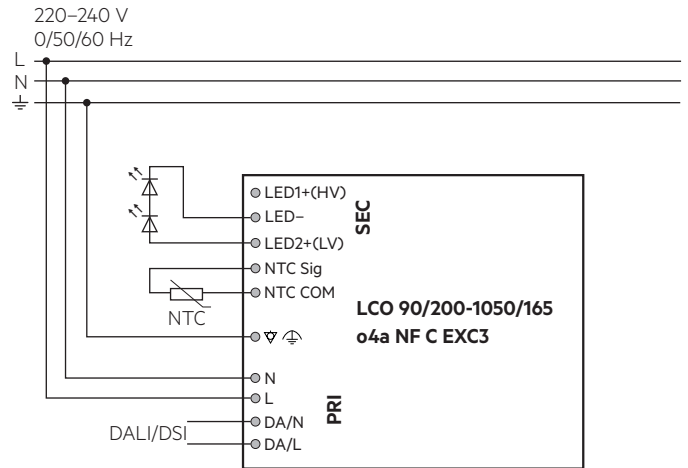 220–240 V
0/50/60 Hz
L
N
LED1+(HV)
LED–
LED2+(LV)
SEC
NTC Sig
NTC COM
NTC
LCO 90/200-1050/165
o4a NF C EXC3
N
L
PRI
DA/N
DALI/DSI
DA/L